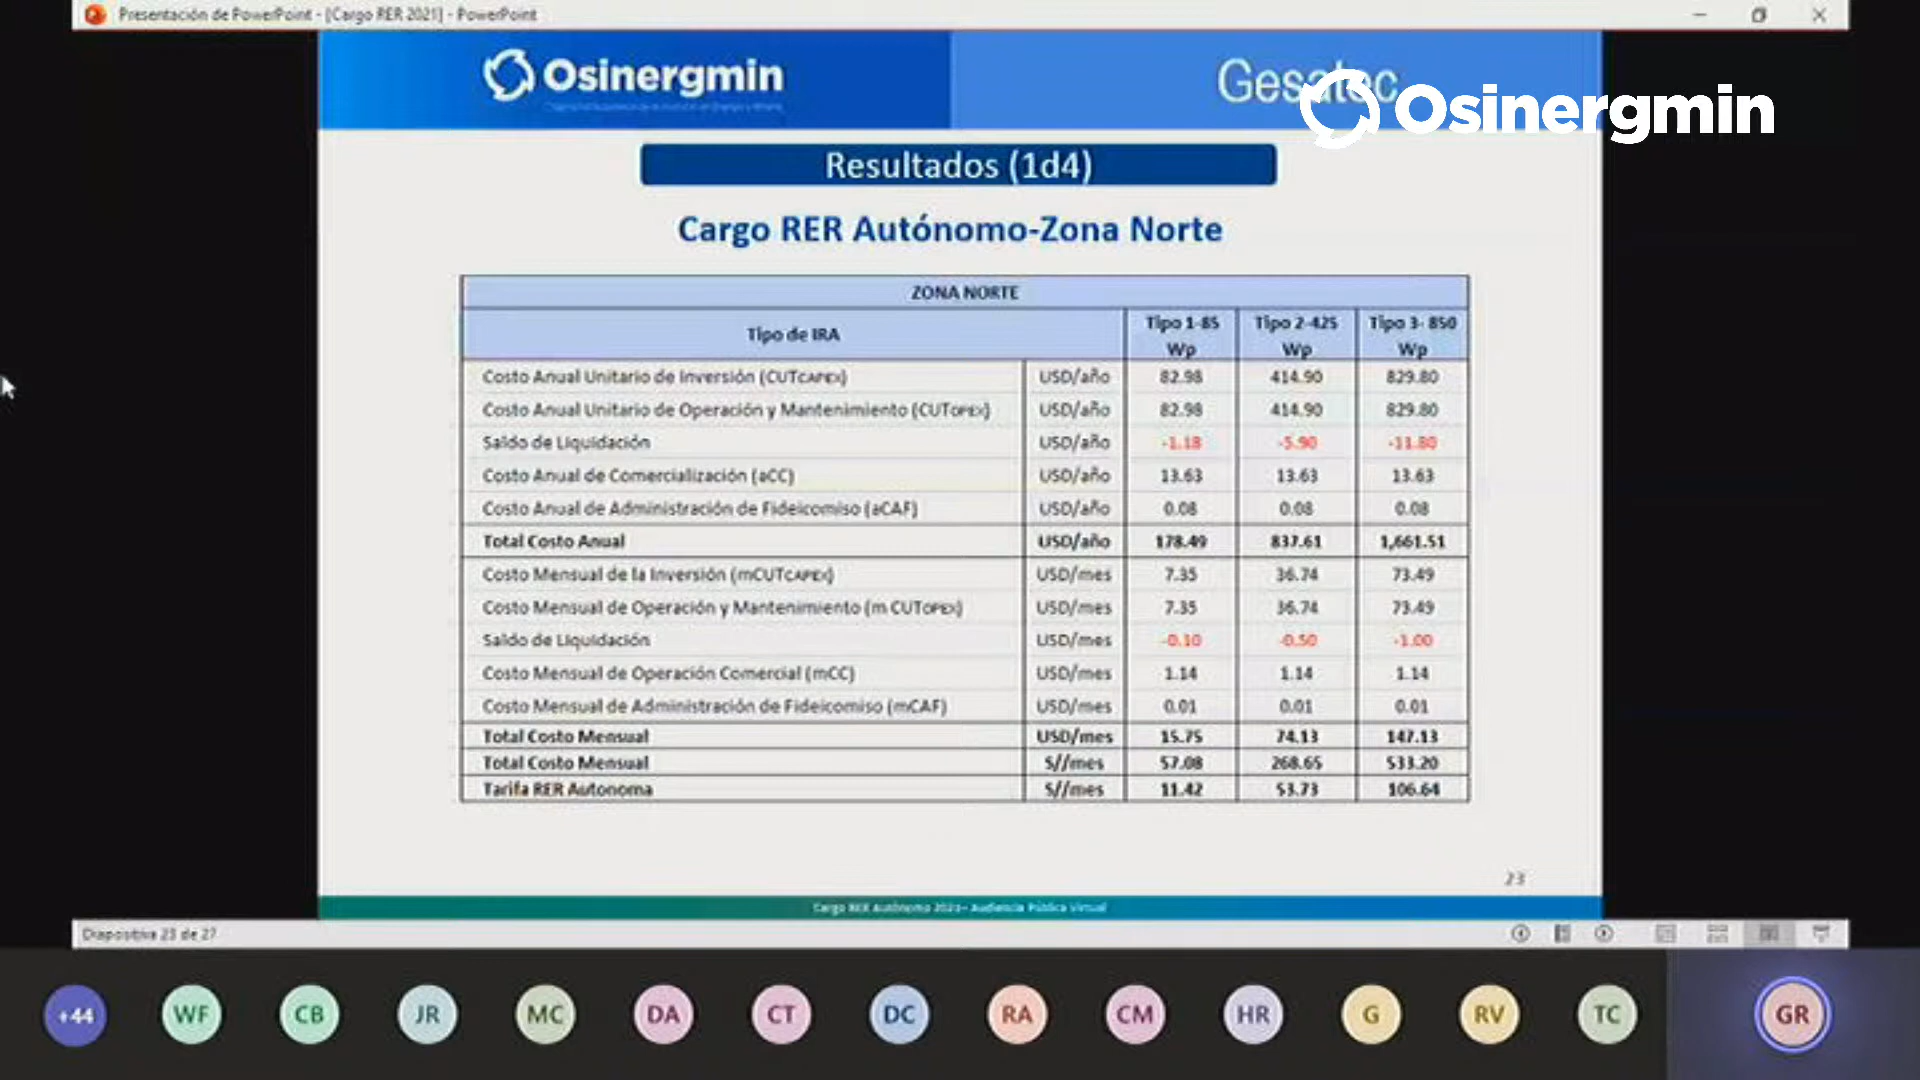 Presentación de PowerPoint - [Cargo RER 2021] - PowerPoint
Osinergmin
Gesatec
Osinergmin
Resultados (1d4)
Cargo RER Autónomo-Zona Norte
ZONA NORTE
Tipo de IRA Tipo 1-85 Wp Tipo 2-425 Wp Tipo 3- 850 Wp
Costo Anual Unitario de Inversión (CUTCAPEX) USD/año 82.98 414.90 829.80
Costo Anual Unitario de Operación y Mantenimiento (CUTOPEX) USD/año 82.98 414.90 829.80
Saldo de Liquidación USD/año -1.18 -5.90 -11.80
Costo Anual de Comercialización (aCC) USD/año 13.63 13.63 13.63
Costo Anual de Administración de Fideicomiso (aCAF) USD/año 0.08 0.08 0.08
Total Costo Anual USD/año 178.49 837.61 1,661.51
Costo Mensual de la Inversión (mCUTCAPEX) USD/mes 7.35 36.74 73.49
Costo Mensual de Operación y Mantenimiento (m CUTOPEX) USD/mes 7.35 36.74 73.49
Saldo de Liquidación USD/mes -0.10 -0.50 -1.00
Costo Mensual de Operación Comercial (mCC) USD/mes 1.14 1.14 1.14
Costo Mensual de Administración de Fideicomiso (mCAF) USD/mes 0.01 0.01 0.01
Total Costo Mensual USD/mes 15.75 74.13 147.13
Total Costo Mensual S//mes 57.08 268.65 533.20
Tarifa RER Autonoma S//mes 11.42 53.73 106.64
23
Cargo RER Autónomo 2021- Audiencia Pública Virtual
Diapositiva 23 de 27
+44 WF CB JR MC DA CT DC RA CM HR G RV TC GR